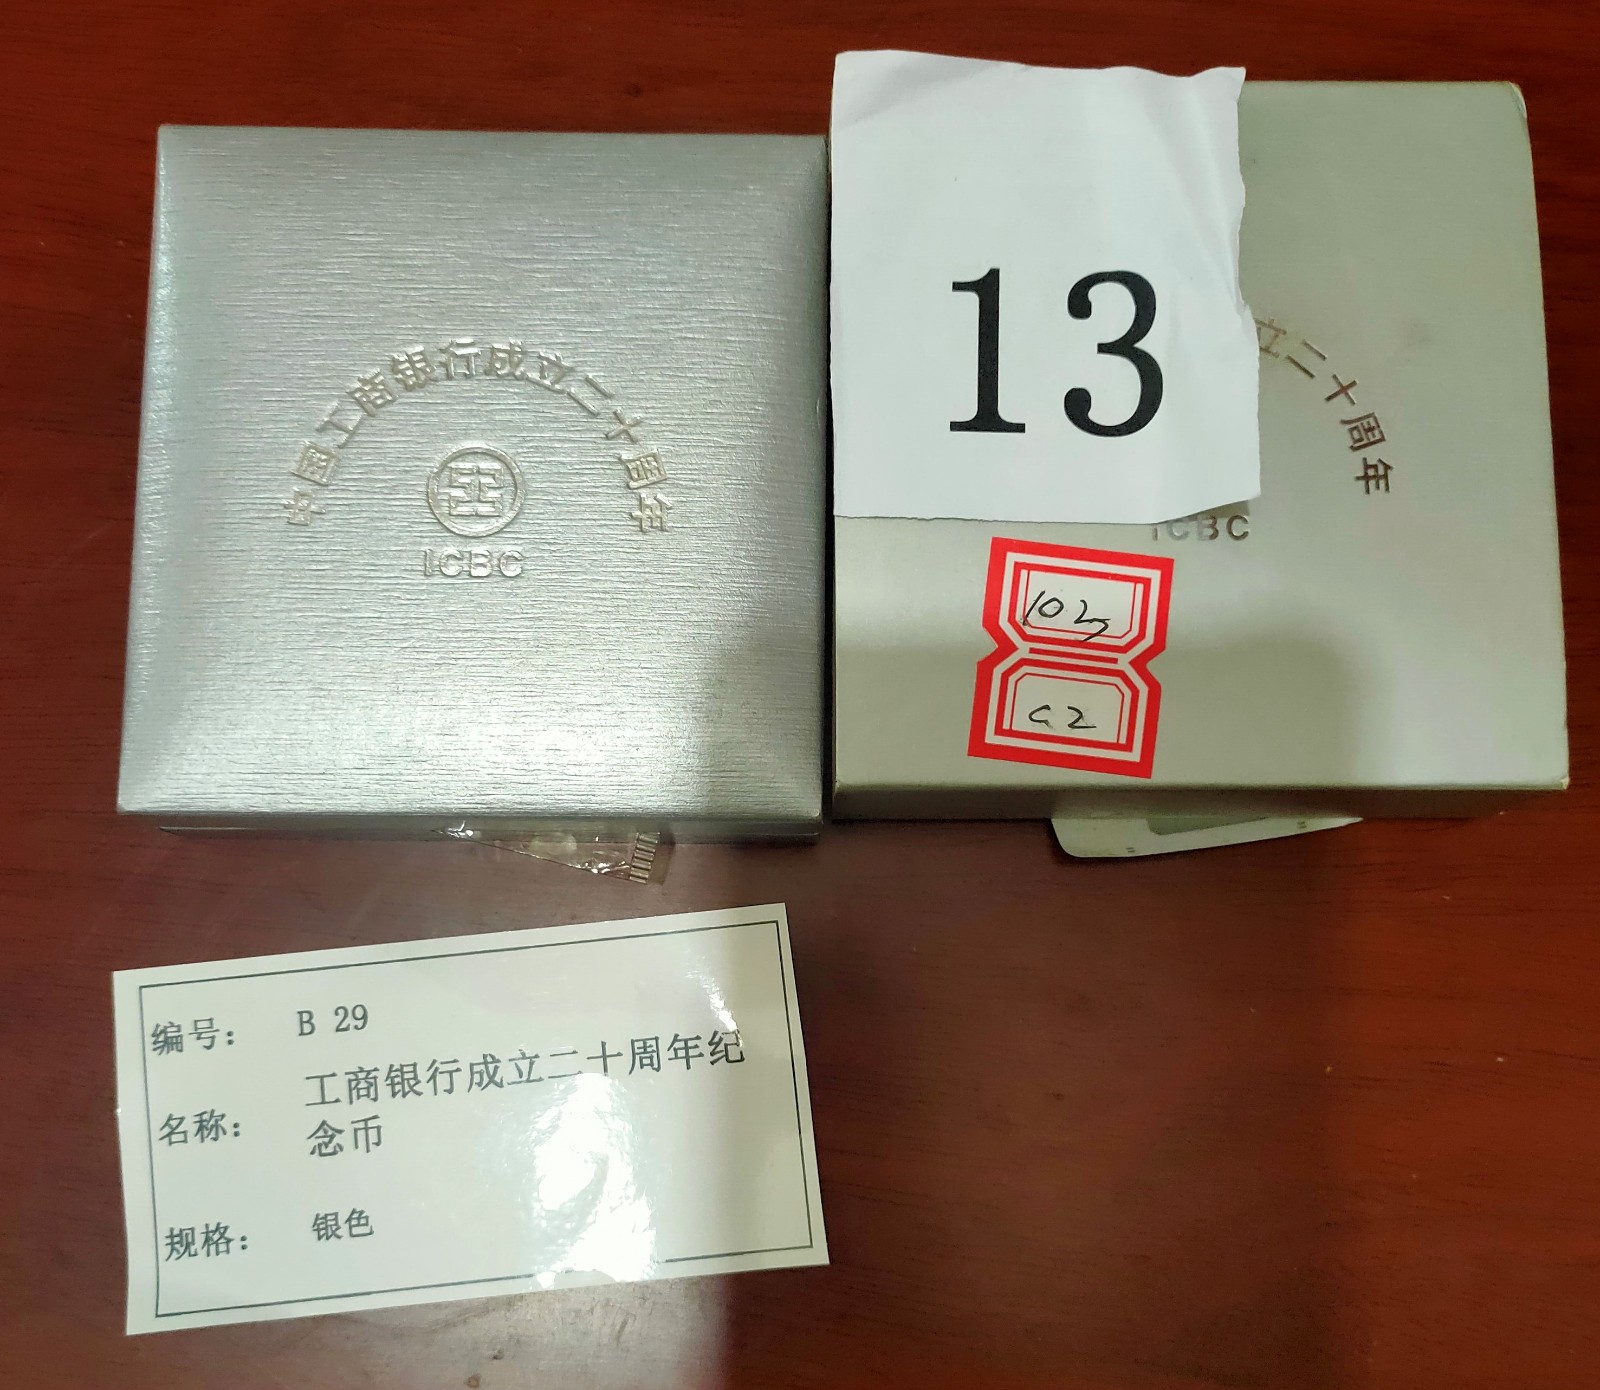 中国工商银行成立二十周年
ICBC
13
立二十周年
ICBC
C2
编号： B 29
名称： 工商银行成立二十周年纪
念币
规格： 银色